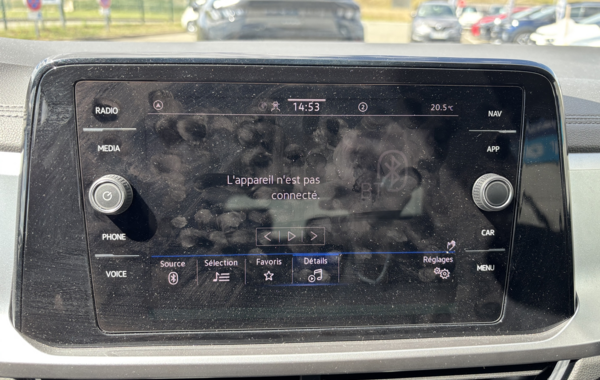 RADIO
14:53
20.5°C
NAV
MEDIA
APP
L'appareil n'est pas
connecté.
BT
PHONE
CAR
VOICE
Source
Sélection
Favoris
Détails
Réglages
MENU